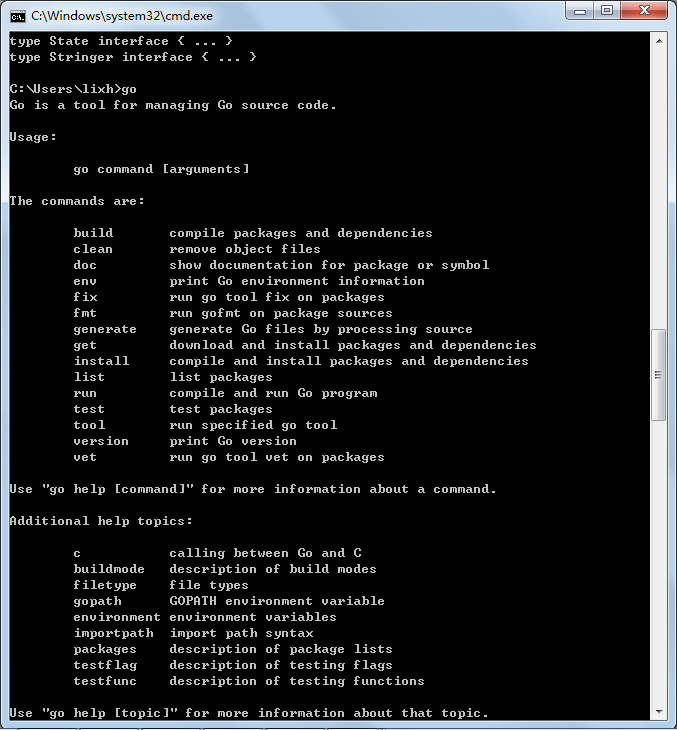 C:\Windows\system32\cmd.exe
type State interface { ... }
type Stringer interface { ... }
C:\Users\lixh>go
Go is a tool for managing Go source code.
Usage:
go command [arguments]
The commands are:
build compile packages and dependencies
clean remove object files
doc show documentation for package or symbol
env print Go environment information
fix run go tool fix on packages
fmt run gofmt on package sources
generate generate Go files by processing source
get download and install packages and dependencies
install compile and install packages and dependencies
list list packages
run compile and run Go program
test test packages
tool run specified go tool
version print Go version
vet run go tool vet on packages
Use "go help [command]" for more information about a command.
Additional help topics:
c calling between Go and C
buildmode description of build modes
filetype file types
gopath GOPATH environment variable
environment environment variables
importpath import path syntax
packages description of package lists
testflag description of testing flags
testfunc description of testing functions
Use "go help [topic]" for more information about that topic.